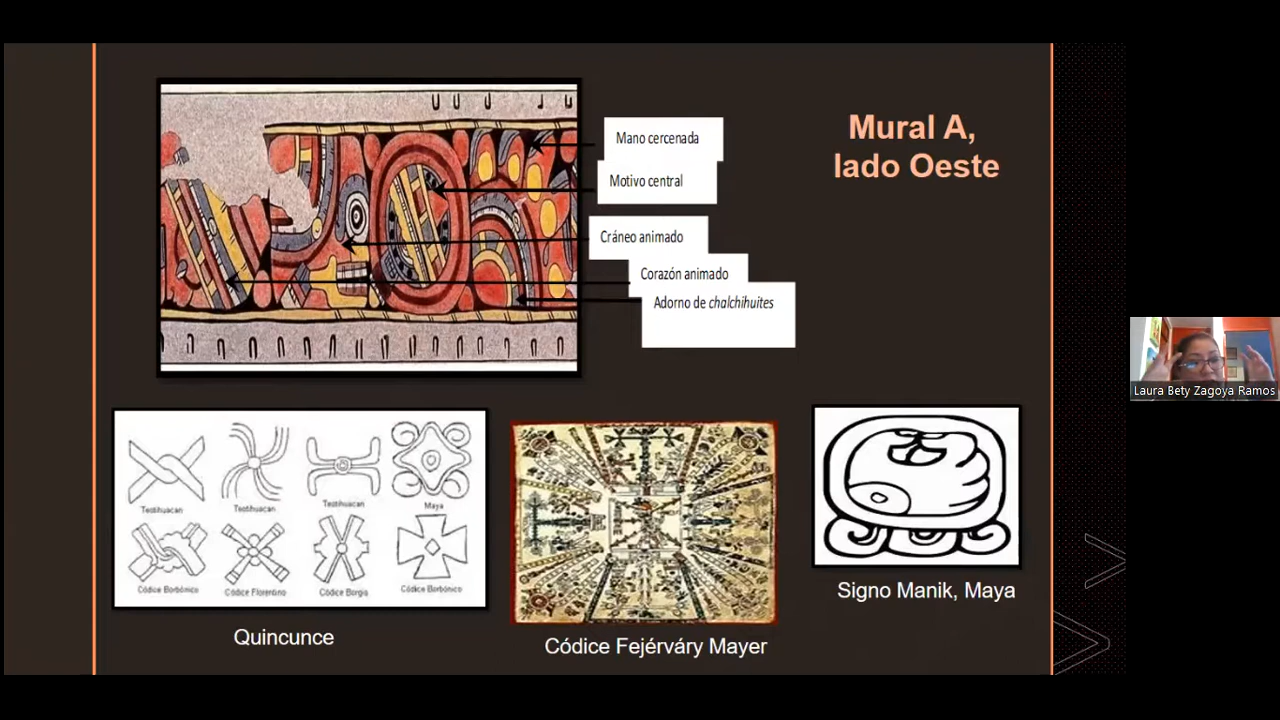 Mural A,
lado Oeste
Mano cercenada
Motivo central
Cráneo animado
Corazón animado
Adorno de chalchihuites
Teotihuacan
Teotihuacan
Teotihuacan
Maya
Códice Borbónico
Códice Florentino
Códice Borgia
Códice Borbónico
Quincunce
Códice Fejérváry Mayer
Signo Manik, Maya
Laura Bety Zagoya Ramos